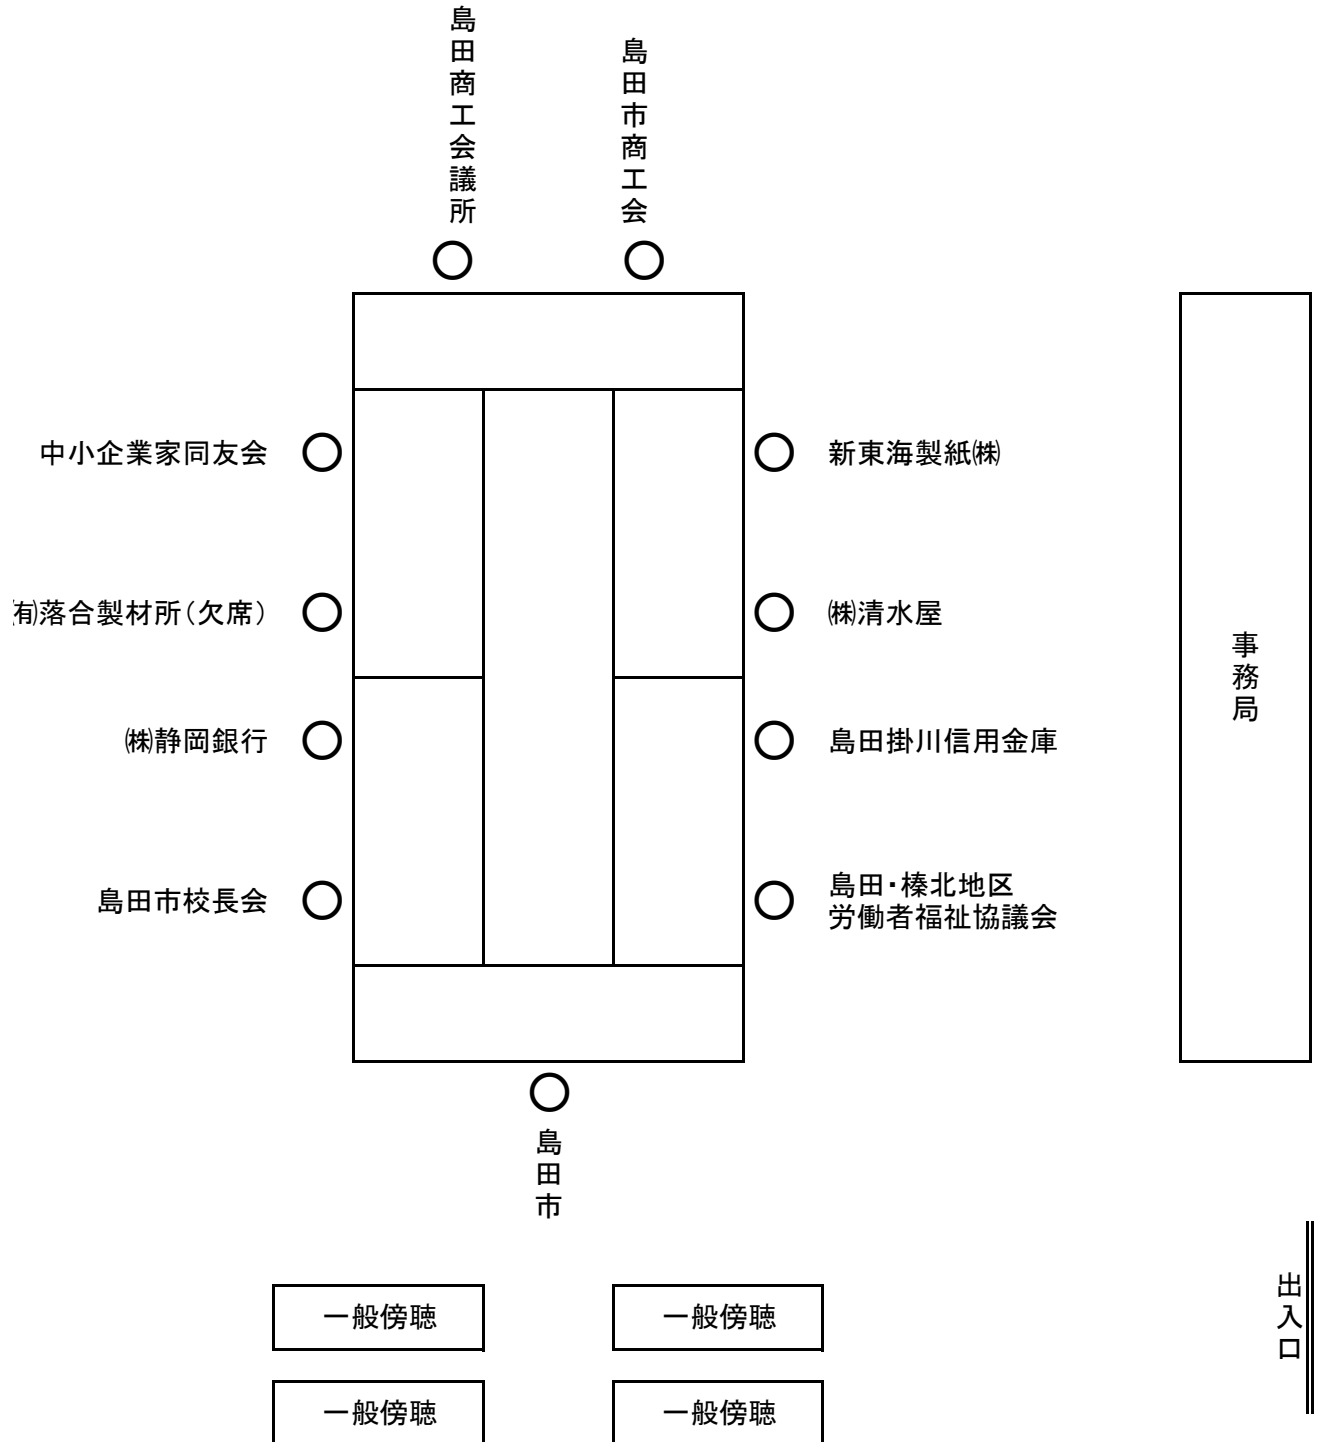 島田商工会議所
島田市商工会
中小企業家同友会
新東海製紙㈱
㈲落合製材所(欠席)
㈱清水屋
㈱静岡銀行
島田掛川信用金庫
島田市校長会
島田・榛北地区
労働者福祉協議会
事務局
島田市
出入口
一般傍聴
一般傍聴
一般傍聴
一般傍聴